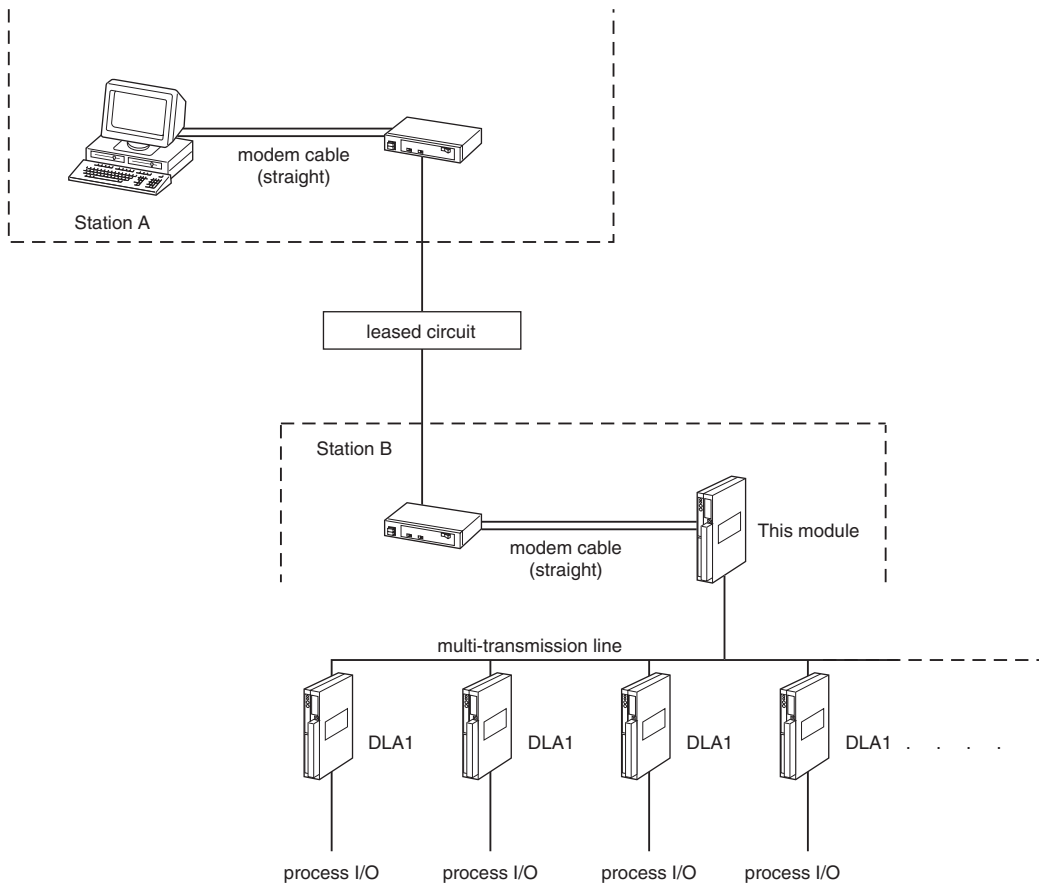 modem cable
(straight)
Station A
leased circuit
Station B
This module
modem cable
(straight)
multi-transmission line
DLA1
DLA1
DLA1
DLA1 . . . .
process I/O
process I/O
process I/O
process I/O